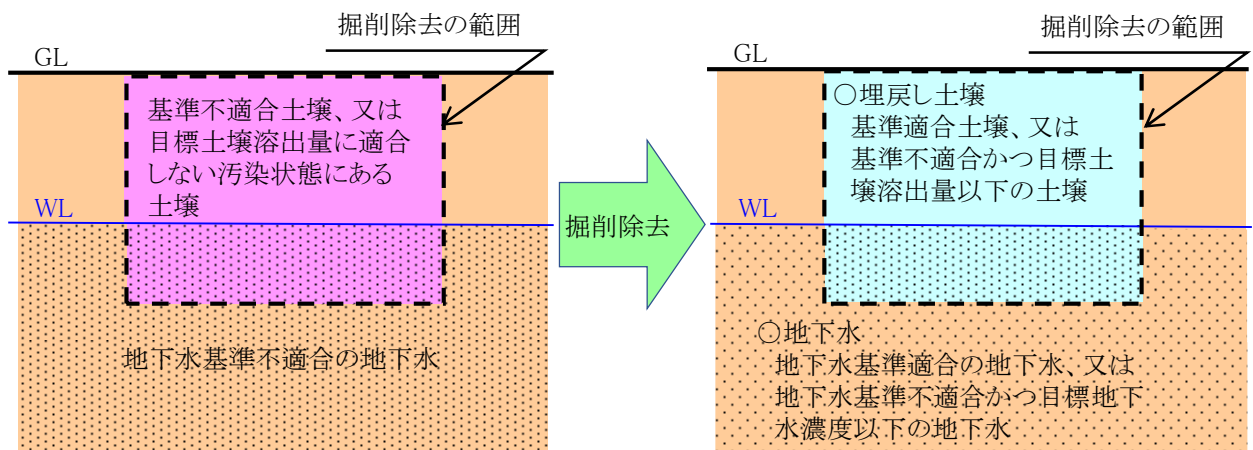 掘削除去の範囲
GL
基準不適合土壌、又は
目標土壌溶出量に適合
しない汚染状態にある
土壌
WL
地下水基準不適合の地下水
掘削除去
掘削除去の範囲
GL
○埋戻し土壌
基準適合土壌、又は
基準不適合かつ目標土
壌溶出量以下の土壌
WL
○地下水
地下水基準適合の地下水、又は
地下水基準不適合かつ目標地下
水濃度以下の地下水